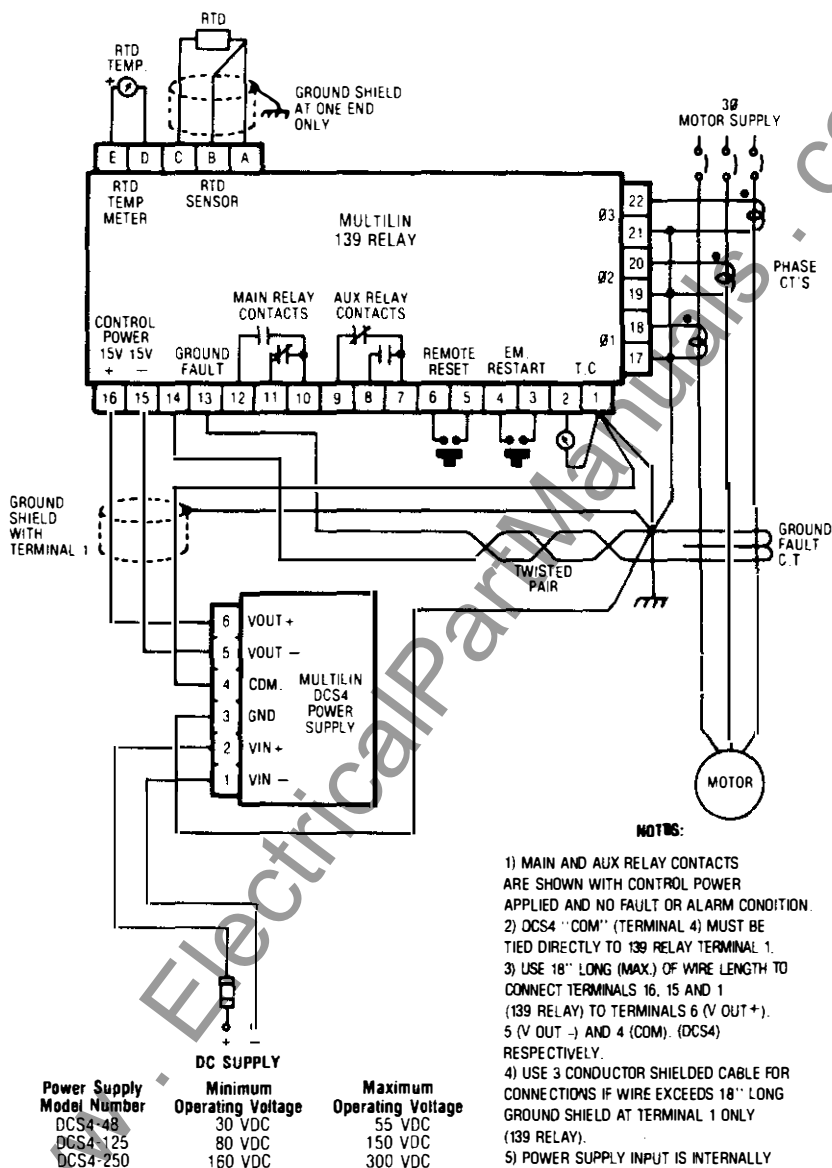 RTD
RTD
TEMP.
+
GROUND SHIELD
AT ONE END
ONLY
3Ø
MOTOR SUPPLY
E D C B A
RTD
TEMP
METER
RTD
SENSOR
MULTILIN
139 RELAY
Ø3
22
21
Ø2
20
19
Ø1
18
17
PHASE
CT'S
CONTROL
POWER
15V 15V
+ −
GROUND
FAULT
MAIN RELAY
CONTACTS
AUX RELAY
CONTACTS
REMOTE
RESET
EM.
RESTART
T.C
16 15 14 13 12 11 10 9 8 7 6 5 4 3 2 1
GROUND
SHIELD
WITH
TERMINAL 1
TWISTED
PAIR
GROUND
FAULT
C.T
6 VOUT +
5 VOUT −
4 COM.
3 GND
2 VIN +
1 VIN −
MULTILIN
DCS4
POWER
SUPPLY
MOTOR
+ −
DC SUPPLY
Power Supply Model Number Minimum Operating Voltage Maximum Operating Voltage
DCS4-48 30 VDC 55 VDC
DCS4-125 80 VDC 150 VDC
DCS4-250 160 VDC 300 VDC
NOTES:
1) MAIN AND AUX RELAY CONTACTS
ARE SHOWN WITH CONTROL POWER
APPLIED AND NO FAULT OR ALARM CONDITION.
2) DCS4 "COM" (TERMINAL 4) MUST BE
TIED DIRECTLY TO 139 RELAY TERMINAL 1.
3) USE 18" LONG (MAX.) OF WIRE LENGTH TO
CONNECT TERMINALS 16, 15 AND 1
(139 RELAY) TO TERMINALS 6 (V OUT +).
5 (V OUT −) AND 4 (COM). (DCS4)
RESPECTIVELY.
4) USE 3 CONDUCTOR SHIELDED CABLE FOR
CONNECTIONS IF WIRE EXCEEDS 18" LONG
GROUND SHIELD AT TERMINAL 1 ONLY
(139 RELAY).
5) POWER SUPPLY INPUT IS INTERNALLY
w . ElectricalPartManuals . c